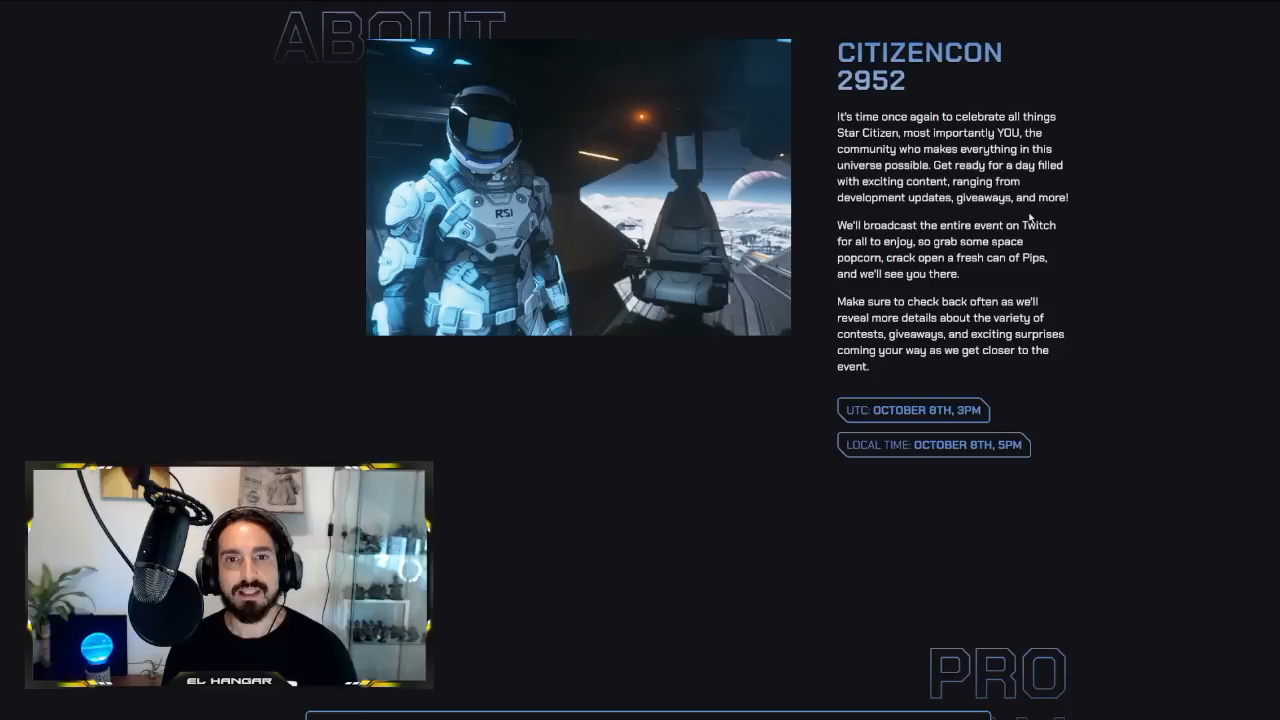 ABOUT
RSI
CITIZENCON
2952
It's time once again to celebrate all things
Star Citizen, most importantly YOU, the
community who makes everything in this
universe possible. Get ready for a day filled
with exciting content, ranging from
development updates, giveaways, and more!
We'll broadcast the entire event on Twitch
for all to enjoy, so grab some space
popcorn, crack open a fresh can of Pips,
and we'll see you there.
Make sure to check back often as we'll
reveal more details about the variety of
contests, giveaways, and exciting surprises
coming your way as we get closer to the
event.
UTC: OCTOBER 8TH, 3PM
LOCAL TIME: OCTOBER 8TH, 5PM
EL HANGAR
PRO